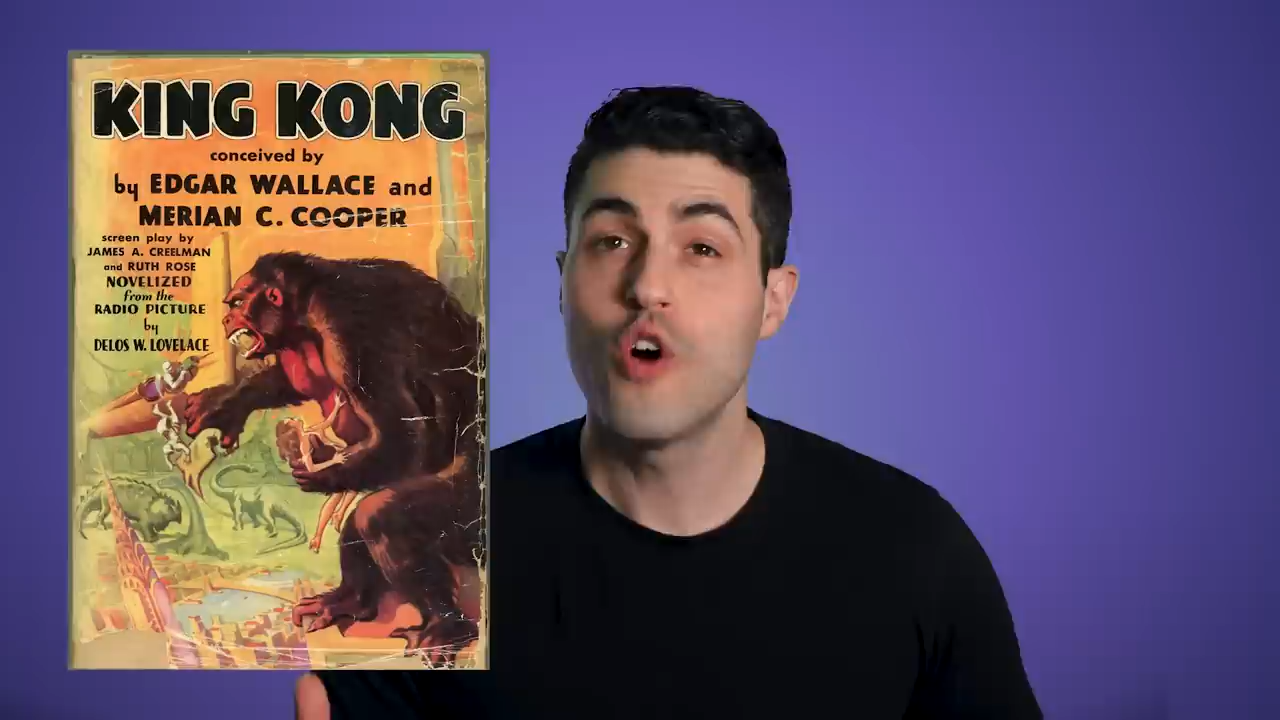 KING KONG
conceived by
by EDGAR WALLACE and
MERIAN C. COOPER
screen play by
JAMES A. CREELMAN
and RUTH ROSE
NOVELIZED
from the
RADIO PICTURE
by
DELOS W. LOVELACE